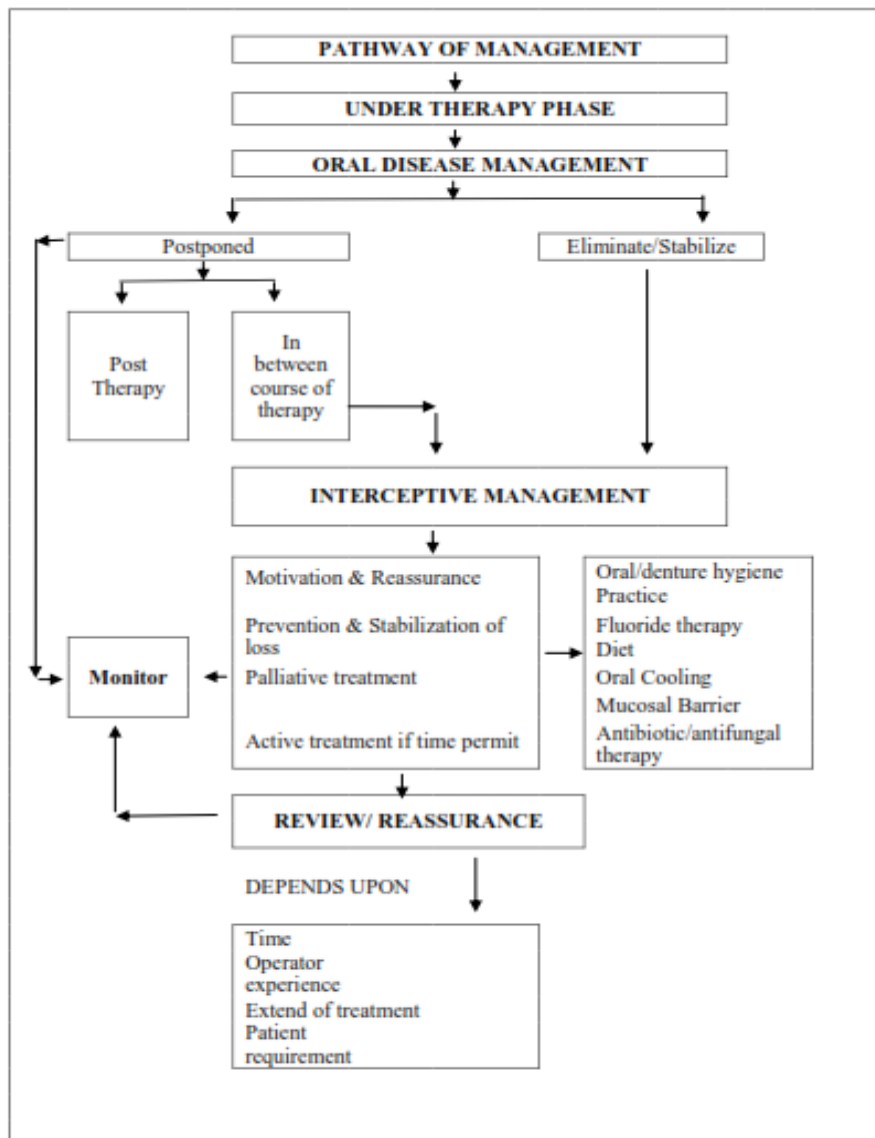 PATHWAY OF MANAGEMENT
UNDER THERAPY PHASE
ORAL DISEASE MANAGEMENT
Postponed
Eliminate/Stabilize
Post
Therapy
In
between
course of
therapy
INTERCEPTIVE MANAGEMENT
Motivation & Reassurance
Prevention & Stabilization of
loss
Palliative treatment
Active treatment if time permit
Oral/denture hygiene
Practice
Fluoride therapy
Diet
Oral Cooling
Mucosal Barrier
Antibiotic/antifungal
therapy
Monitor
REVIEW/ REASSURANCE
DEPENDS UPON
Time
Operator
experience
Extend of treatment
Patient
requirement